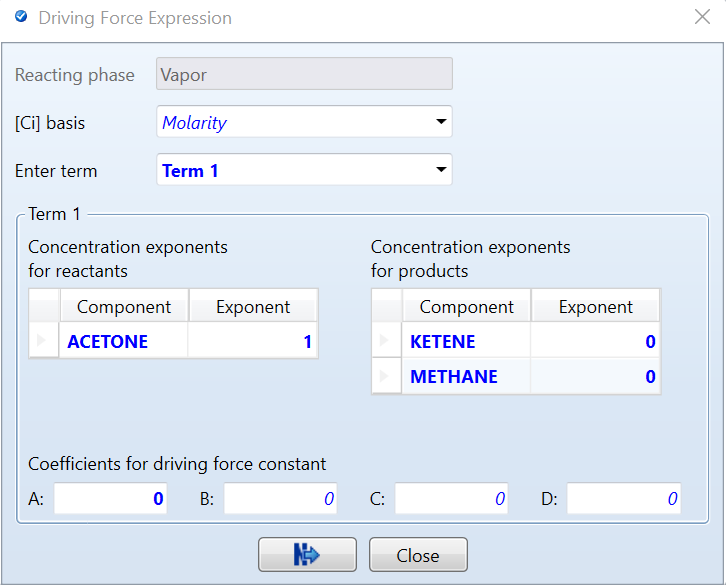 Driving Force Expression
Reacting phase Vapor
[Ci] basis Molarity
Enter term Term 1
Term 1
Concentration exponents
for reactants
Component Exponent
ACETONE 1
Concentration exponents
for products
Component Exponent
KETENE 0
METHANE 0
Coefficients for driving force constant
A: 0 B: 0 C: 0 D: 0
N Close